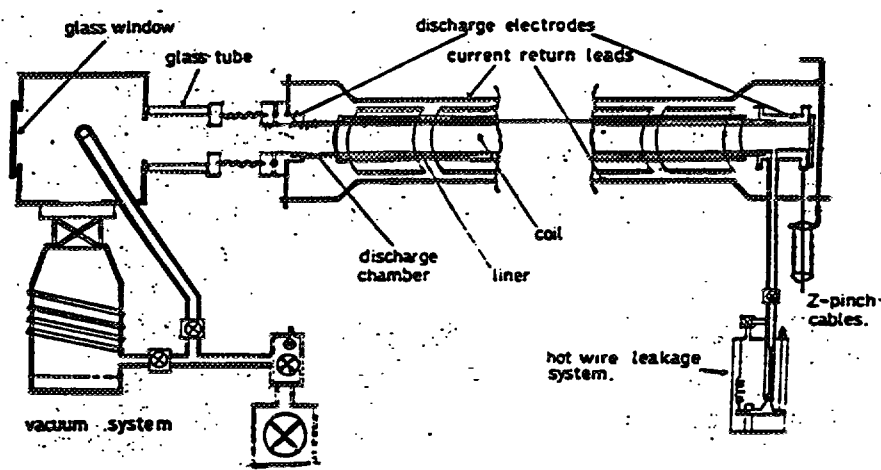 discharge electrodes
glass window
current return leads
glass tube
coil
discharge
chamber
liner
Z-pinch
cables.
hot wire leakage
system.
vacuum system